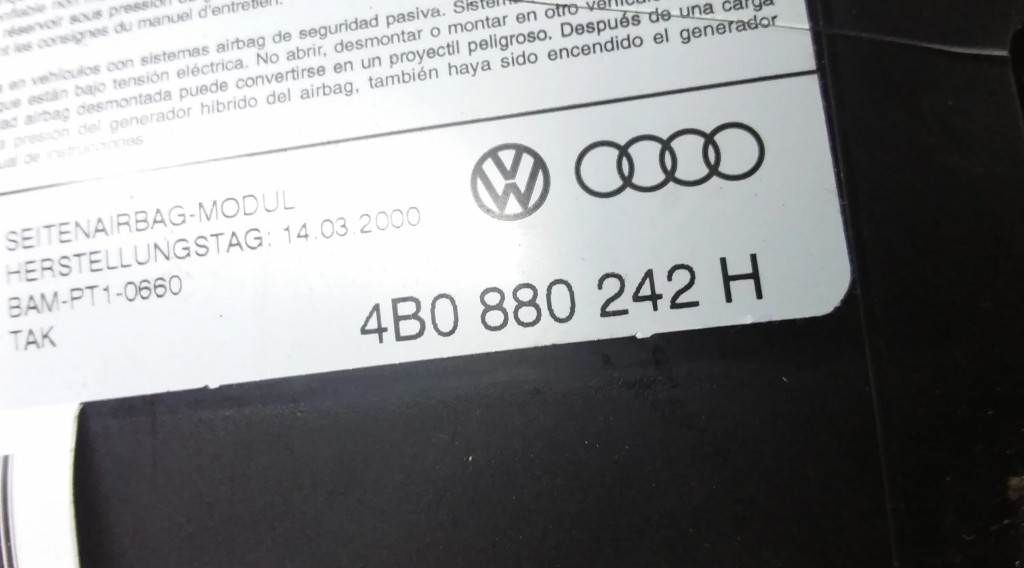 réservoir sous pression
les consignes du manuel d'entretien.
en vehículos con sistemas airbag de seguridad pasiva.
que están bajo tensión eléctrica. No abrir, desmontar o montar en otro
airbag desmontada puede convertirse en un proyectil peligroso. Después de una carga
presión del generador híbrido del airbag, también haya sido encendido el generador
de instrucciones
SEITENAIRBAG-MODUL
HERSTELLUNGSTAG: 14.03.2000
BAM-PT1-0660
TAK
4B0 880 242 H